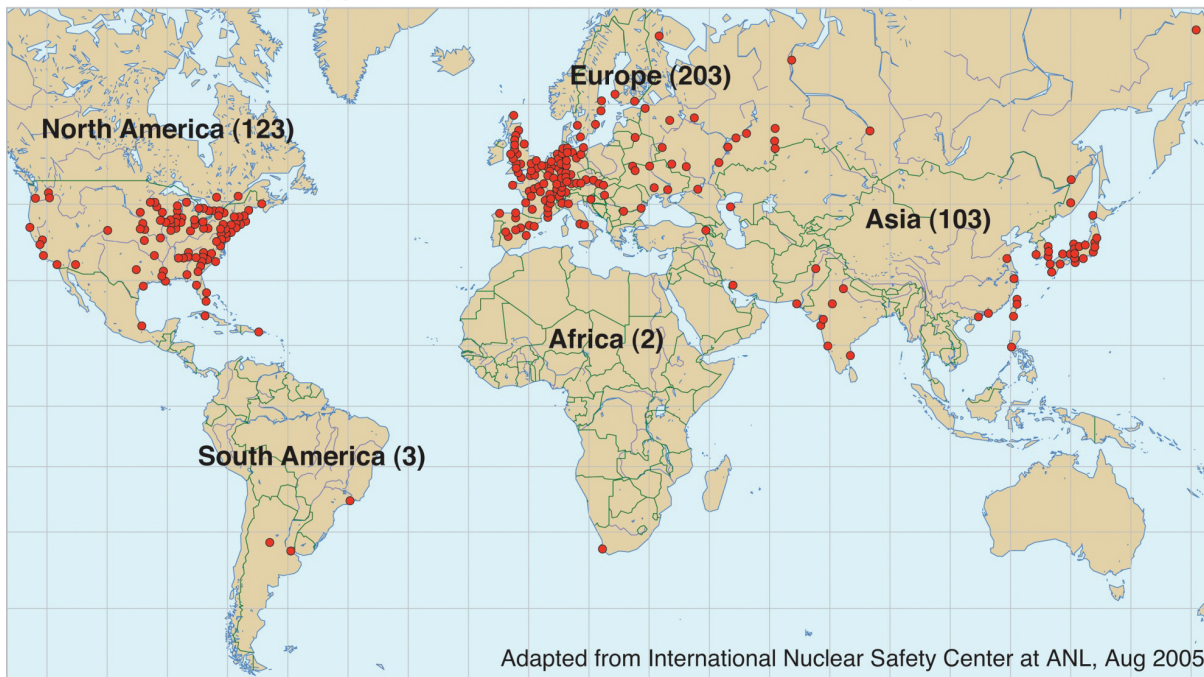 Europe (203)
North America (123)
Asia (103)
Africa (2)
South America (3)
Adapted from International Nuclear Safety Center at ANL, Aug 2005